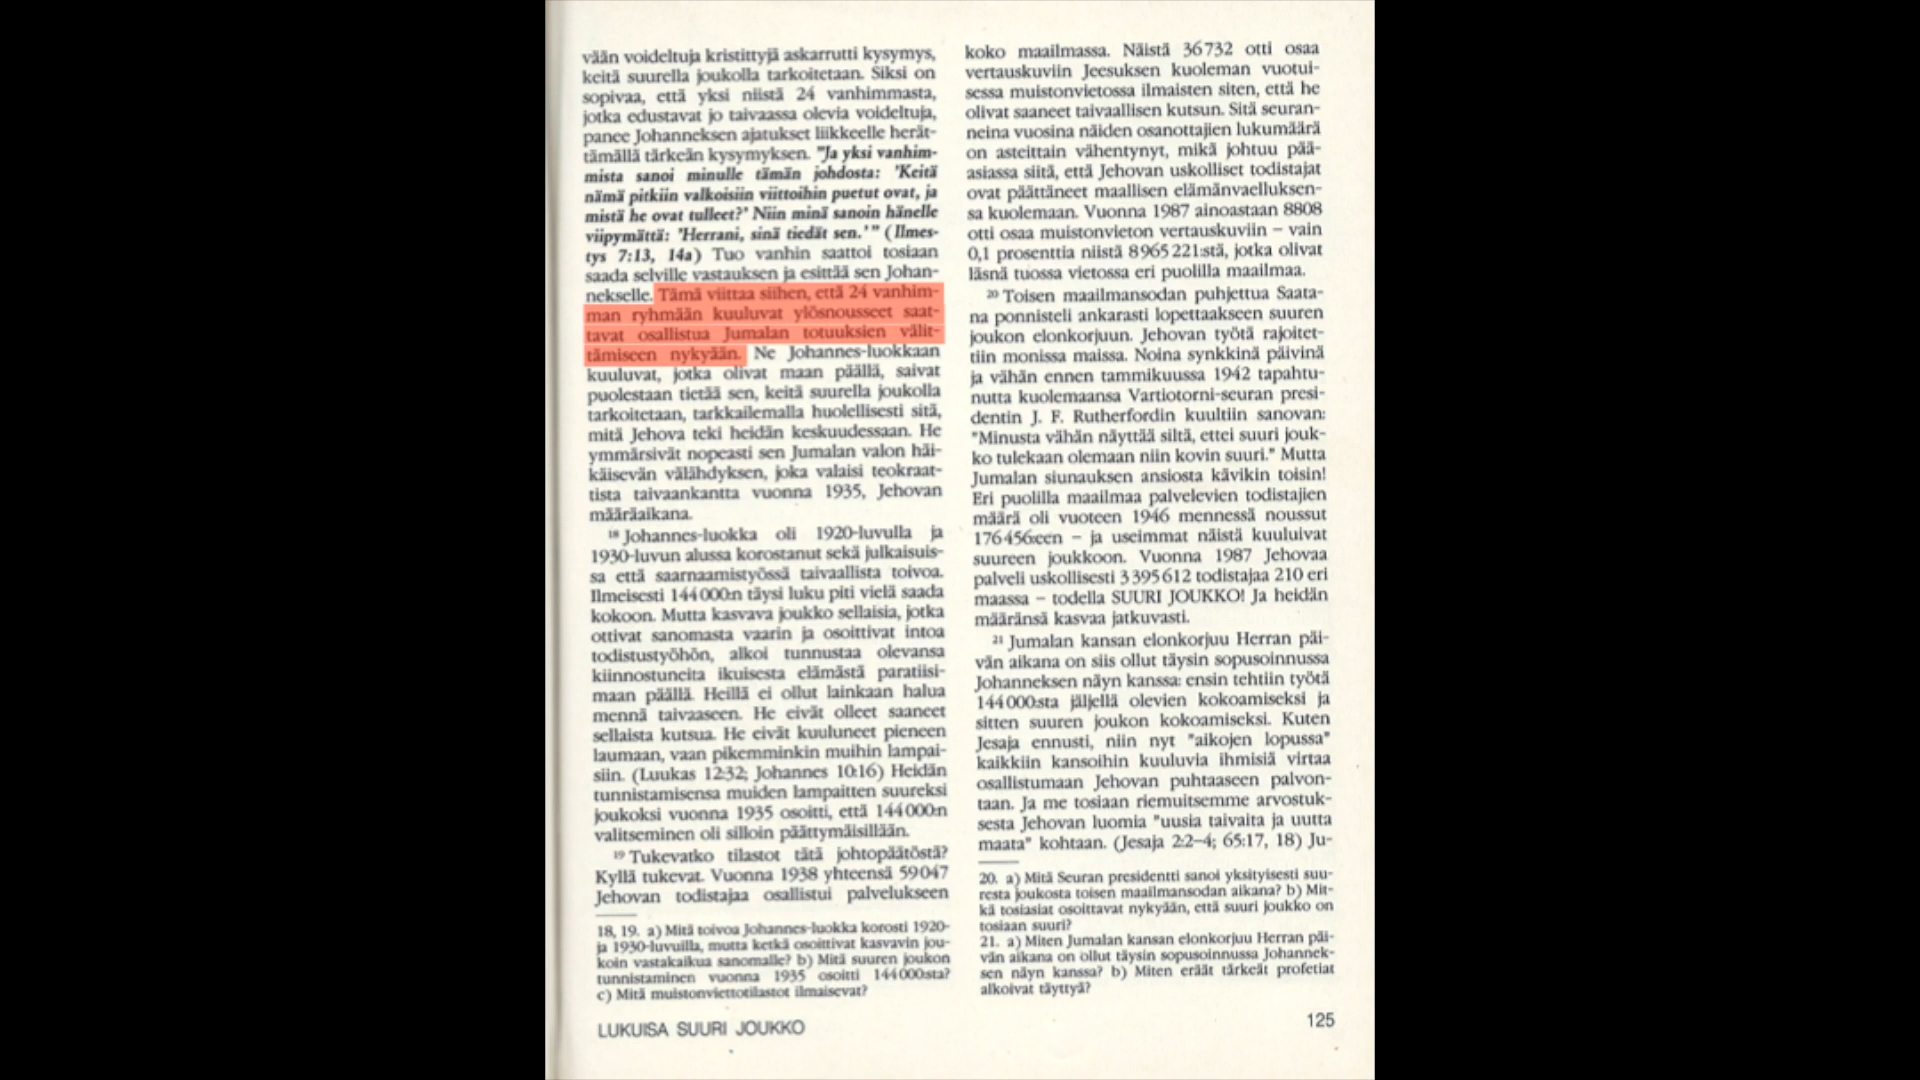 vään voideltuja kristittyjä askarrutti kysymys,
keitä suurella joukolla tarkoitetaan. Siksi on
sopivaa, että yksi niistä 24 vanhimmasta,
jotka edustavat jo taivaassa olevia voideltuja,
panee Johanneksen ajatukset liikkeelle herät-
tämällä tärkeän kysymyksen. "Ja yksi vanhim-
mista sanoi minulle tämän johdosta: 'Keitä
nämä pitkiin valkoisiin viittoihin puetut ovat, ja
mistä he ovat tulleet?' Niin minä sanoin hänelle
viipymättä: 'Herrani, sinä tiedät sen.'" (Ilmes-
tys 7:13, 14a) Tuo vanhin saattoi tosiaan
saada selville vastauksen ja esittää sen Johan-
nekselle. Tämä viittaa siihen, että 24 vanhim-
man ryhmään kuuluvat ylösnousseet saat-
tavat osallistua Jumalan totuuksien välit-
tämiseen nykyään. Ne Johannes-luokkaan
kuuluvat, jotka olivat maan päällä, saivat
puolestaan tietää sen, keitä suurella joukolla
tarkoitetaan, tarkkailemalla huolellisesti sitä,
mitä Jehova teki heidän keskuudessaan. He
ymmärsivät nopeasti sen Jumalan valon häi-
käisevän välähdyksen, joka valaisi teokraat-
tista taivaankantta vuonna 1935, Jehovan
määräaikana.
18 Johannes-luokka oli 1920-luvulla ja
1930-luvun alussa korostanut sekä julkaisuis-
sa että saarnaamistyössä taivaallista toivoa.
Ilmeisesti 144 000:n täysi luku piti vielä saada
kokoon. Mutta kasvava joukko sellaisia, jotka
ottivat sanomasta vaarin ja osoittivat intoa
todistustyöhön, alkoi tunnustaa olevansa
kiinnostuneita ikuisesta elämästä paratiisi-
maan päällä. Heillä ei ollut lainkaan halua
mennä taivaaseen. He eivät olleet saaneet
sellaista kutsua. He eivät kuuluneet pieneen
laumaan, vaan pikemminkin muihin lampai-
siin. (Luukas 12:32; Johannes 10:16) Heidän
tunnistamisensa muiden lampaitten suureksi
joukoksi vuonna 1935 osoitti, että 144 000:n
valitseminen oli silloin päättymäisillään.
19 Tukevatko tilastot tätä johtopäätöstä?
Kyllä tukevat. Vuonna 1938 yhteensä 59 047
Jehovan todistajaa osallistui palvelukseen
18, 19. a) Mitä toivoa Johannes-luokka korosti 1920-
ja 1930-luvuilla, mutta ketkä osoittivat kasvavin jou-
koin vastakaikua sanomalle? b) Mitä suuren joukon
tunnistaminen vuonna 1935 osoitti 144 000:sta?
c) Mitä muistonviettotilastot ilmaisevat?
LUKUISA SUURI JOUKKO
koko maailmassa. Näistä 36 732 otti osaa
vertauskuviin Jeesuksen kuoleman vuotui-
sessa muistonvietossa ilmaisten siten, että he
olivat saaneet taivaallisen kutsun. Sitä seuran-
neina vuosina näiden osanottajien lukumäärä
on asteittain vähentynyt, mikä johtuu pää-
asiassa siitä, että Jehovan uskolliset todistajat
ovat päättäneet maallisen elämänvaelluksen-
sa kuolemaan. Vuonna 1987 ainoastaan 8808
otti osaa muistonvieton vertauskuviin – vain
0,1 prosenttia niistä 8 965 221:stä, jotka olivat
läsnä tuossa vietossa eri puolilla maailmaa.
20 Toisen maailmansodan puhjettua Saata-
na ponnisteli ankarasti lopettaakseen suuren
joukon elonkorjuun. Jehovan työtä rajoitet-
tiin monissa maissa. Noina synkkinä päivinä
ja vähän ennen tammikuussa 1942 tapahtu-
nutta kuolemaansa Vartiotorni-seuran presi-
dentin J. F. Rutherfordin kuultiin sanovan:
"Minusta vähän näyttää siltä, ettei suuri jouk-
ko tulekaan olemaan niin kovin suuri." Mutta
Jumalan siunauksen ansiosta kävikin toisin!
Eri puolilla maailmaa palvelevien todistajien
määrä oli vuoteen 1946 mennessä noussut
176 456:een – ja useimmat näistä kuuluivat
suureen joukkoon. Vuonna 1987 Jehovaa
palveli uskollisesti 3 395 612 todistajaa 210 eri
maassa – todella SUURI JOUKKO! Ja heidän
määränsä kasvaa jatkuvasti.
21 Jumalan kansan elonkorjuu Herran päi-
vän aikana on siis ollut täysin sopusoinnussa
Johanneksen näyn kanssa: ensin tehtiin työtä
144 000:sta jäljellä olevien kokoamiseksi ja
sitten suuren joukon kokoamiseksi. Kuten
Jesaja ennusti, niin nyt "aikojen lopussa"
kaikkiin kansoihin kuuluvia ihmisiä virtaa
osallistumaan Jehovan puhtaaseen palvon-
taan. Ja me tosiaan riemuitsemme arvostuk-
sesta Jehovan luomia "uusia taivaita ja uutta
maata" kohtaan. (Jesaja 2:2–4; 65:17, 18) Ju-
20. a) Mitä Seuran presidentti sanoi yksityisesti suu-
resta joukosta toisen maailmansodan aikana? b) Mit-
kä tosiasiat osoittavat nykyään, että suuri joukko on
tosiaan suuri?
21. a) Miten Jumalan kansan elonkorjuu Herran päi-
vän aikana on ollut täysin sopusoinnussa Johannek-
sen näyn kanssa? b) Miten eräät tärkeät profetiat
alkoivat täyttyä?
125